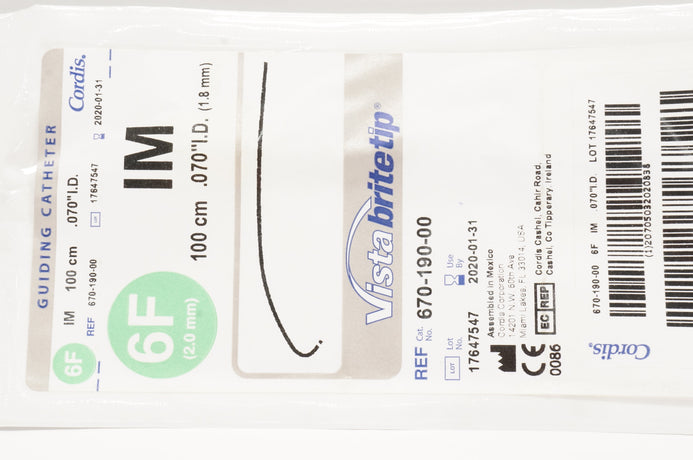 GUIDING CATHETER
6F IM 100 cm .070"I.D.
REF 670-190-00 LOT 17647547 2020-01-31
Cordis®
6F
(2.0 mm)
IM
100 cm .070"I.D. (1.8 mm)
Vista britetip®
REF Cat. No. 670-190-00
LOT Lot No. 17647547
Use By 2020-01-31
Assembled in Mexico
Cordis Corporation
14201 N.W. 60th Ave
Miami Lakes, FL 33014, USA
EC REP
Cordis Cashel, Cahir Road,
Cashel, Co Tipperary, Ireland
CE
0086
670-190-00 6F IM .070"I.D. LOT 17647547
(1)20705032020838
Cordis®